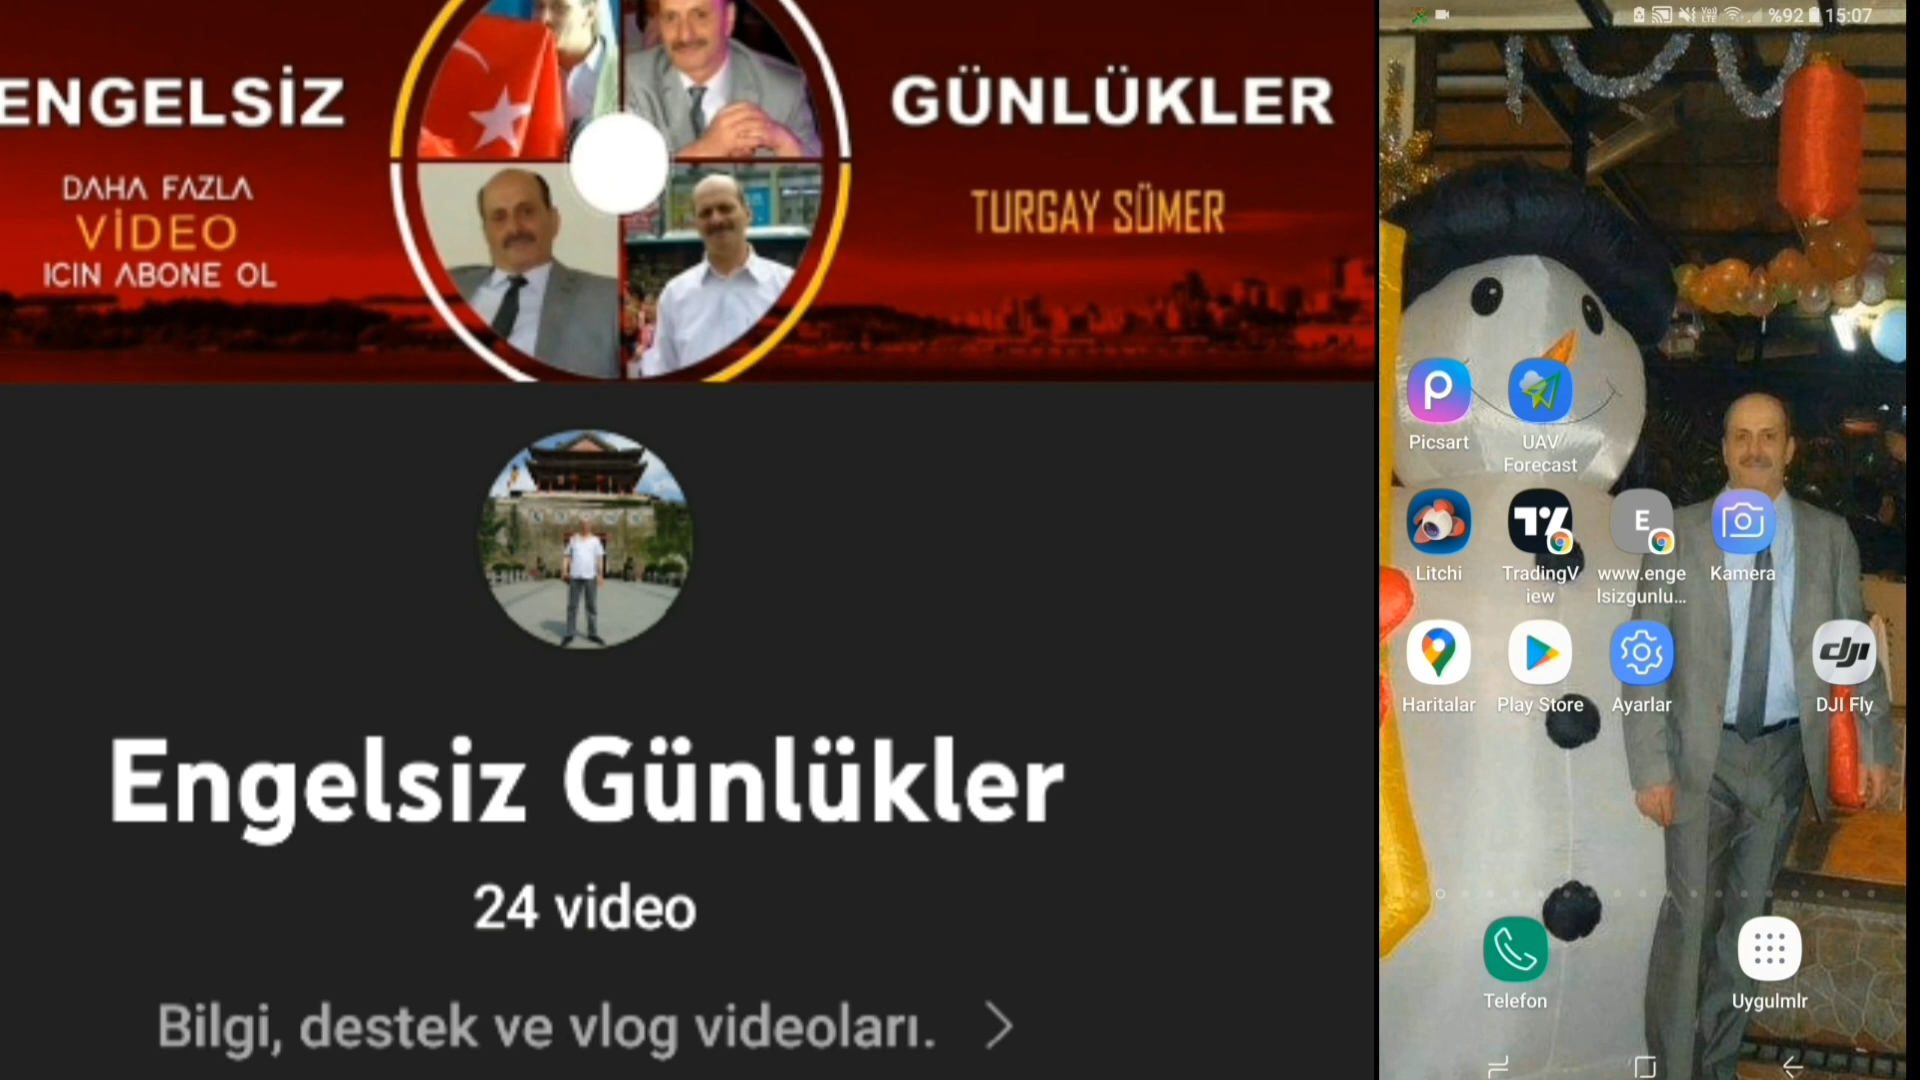 ENGELSİZ
DAHA FAZLA
VİDEO
ICIN ABONE OL
GÜNLÜKLER
TURGAY SÜMER
Engelsiz Günlükler
24 video
Bilgi, destek ve vlog videoları.
%92 15:07
Picsart
UAV
Forecast
Litchi
TradingV
iew
E
www.enge
lsizgunlu...
Kamera
Haritalar
Play Store
Ayarlar
dji
DJI Fly
Telefon
Uygulmlr